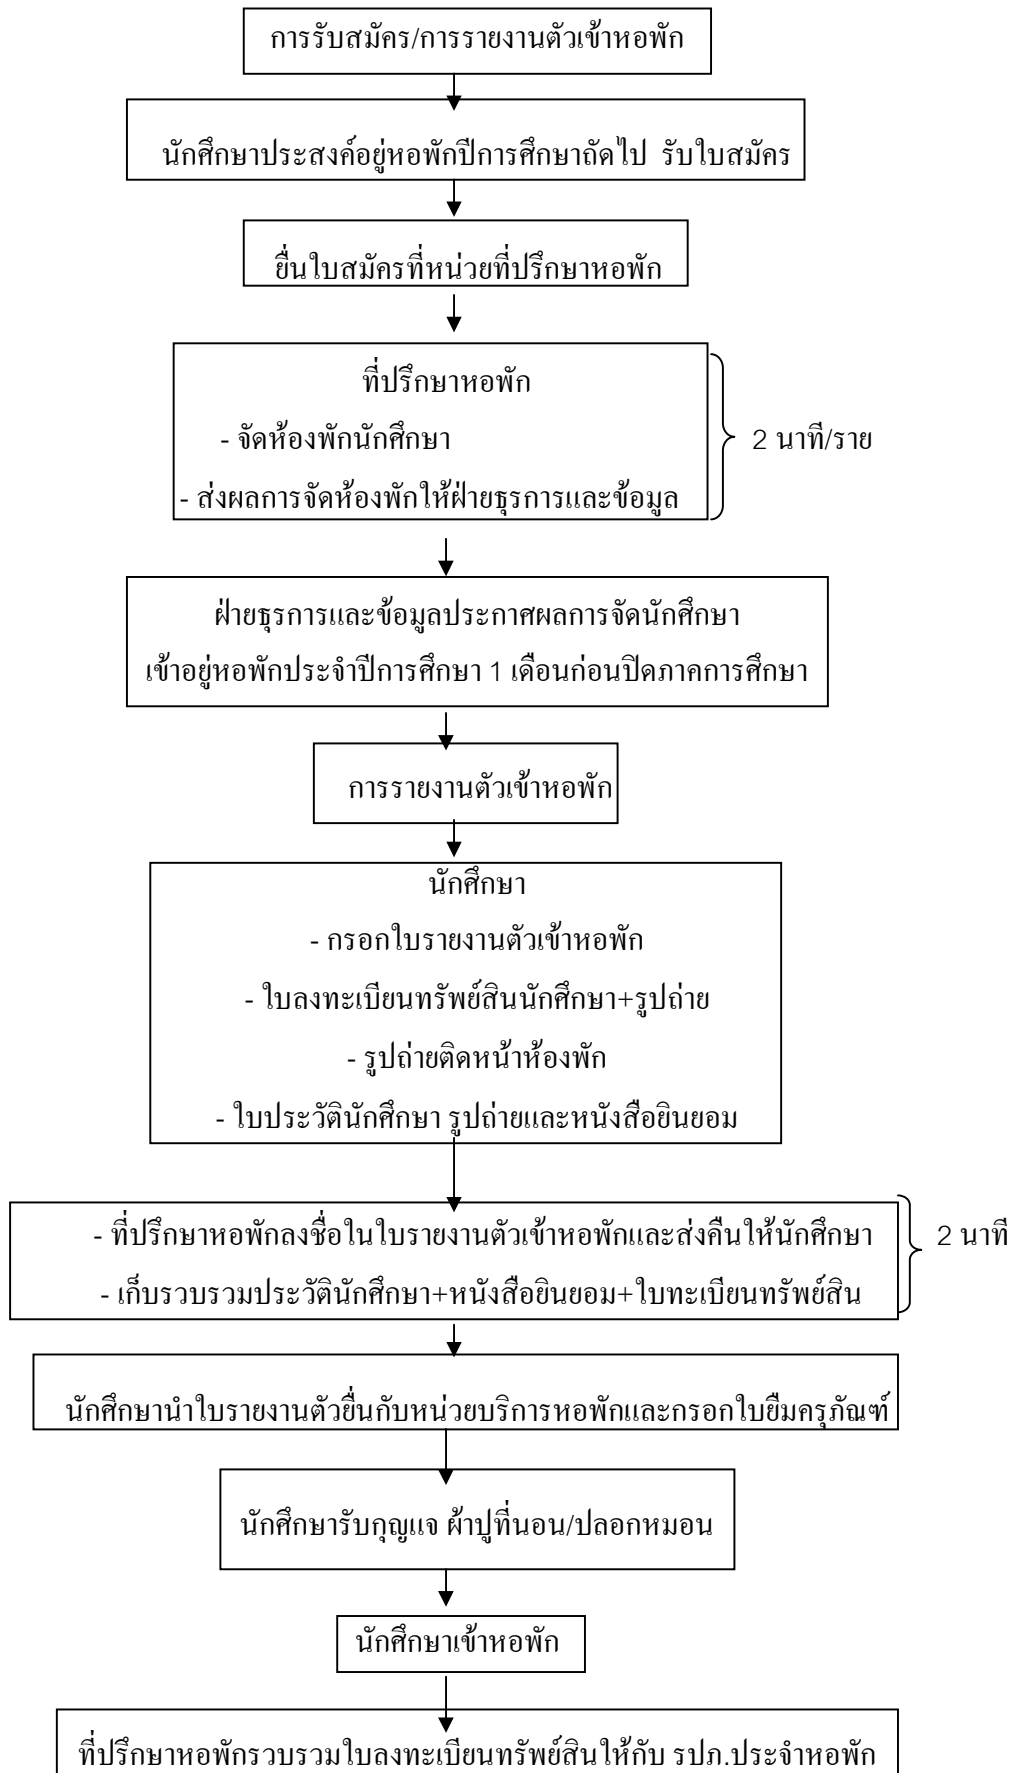 การรับสมัคร/การรายงานตัวเข้าหอพัก
นักศึกษาประสงค์อยู่หอพักปีการศึกษาถัดไป รับใบสมัคร
ยื่นใบสมัครที่หน่วยที่ปรึกษาหอพัก
ที่ปรึกษาหอพัก
- จัดห้องพักนักศึกษา
2 นาที/ราย
- ส่งผลการจัดห้องพักให้ฝ่ายธุรการและข้อมูล
ฝ่ายธุรการและข้อมูลประกาศผลการจัดนักศึกษา
เข้าอยู่หอพักประจำปีการศึกษา 1 เดือนก่อนปิดภาคการศึกษา
การรายงานตัวเข้าหอพัก
นักศึกษา
- กรอกใบรายงานตัวเข้าหอพัก
- ใบลงทะเบียนทรัพย์สินนักศึกษา+รูปถ่าย
- รูปถ่ายติดหน้าห้องพัก
- ใบประวัตินักศึกษา รูปถ่ายและหนังสือยินยอม
- ที่ปรึกษาหอพักลงชื่อในใบรายงานตัวเข้าหอพักและส่งคืนให้นักศึกษา
2 นาที
- เก็บรวบรวมประวัตินักศึกษา+หนังสือยินยอม+ใบทะเบียนทรัพย์สิน
นักศึกษานำใบรายงานตัวยื่นกับหน่วยบริการหอพักและกรอกใบยืมครุภัณฑ์
นักศึกษารับกุญแจ ผ้าปูที่นอน/ปลอกหมอน
นักศึกษาเข้าหอพัก
ที่ปรึกษาหอพักรวบรวมใบลงทะเบียนทรัพย์สินให้กับ รปภ.ประจำหอพัก